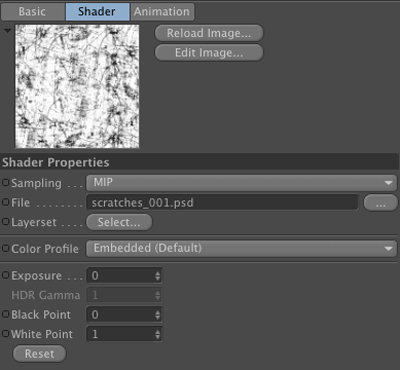 Basic Shader Animation
Reload Image...
Edit Image...
Shader Properties
Sampling . . . MIP
File . . . . . . . . scratches_001.psd ...
Layerset . . . Select...
Color Profile Embedded (Default)
Exposure . . . 0
HDR Gamma 1
Black Point 0
White Point 1
Reset